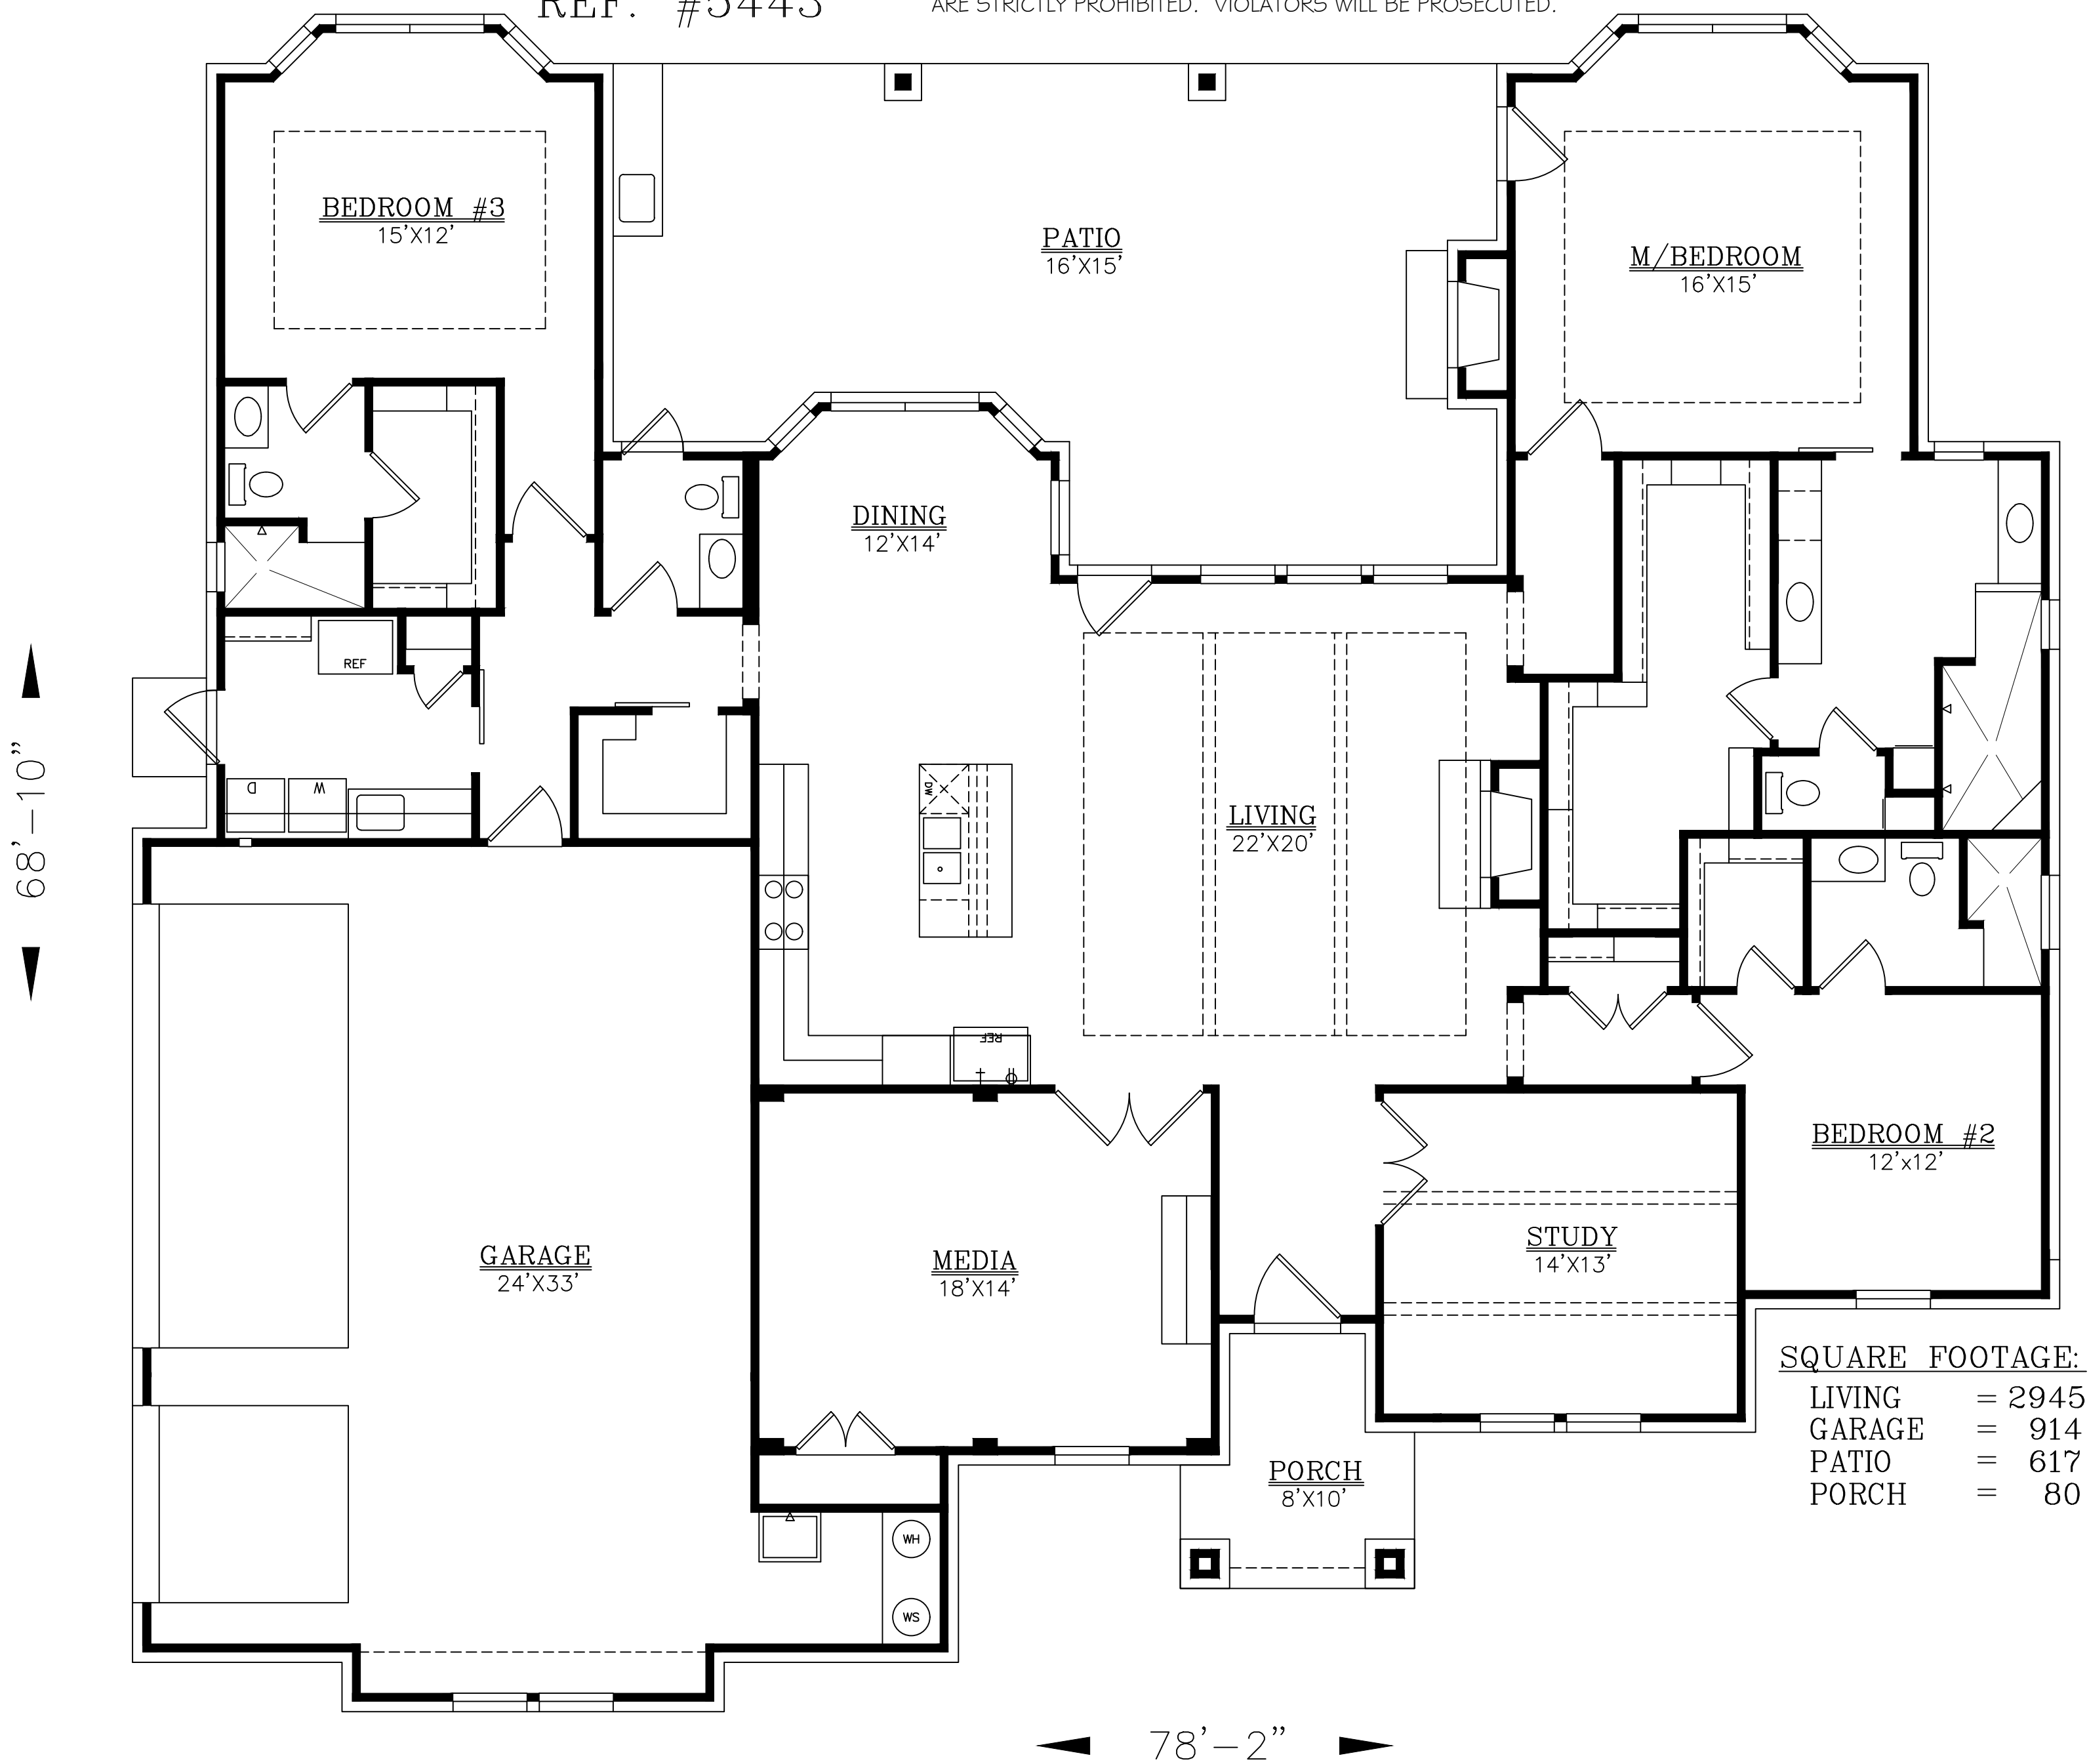 REF. #5443
ARE STRICTLY PROHIBITED. VIOLATORS WILL BE PROSECUTED.
BEDROOM #3
15'X12'
PATIO
16'X15'
M/BEDROOM
16'X15'
DINING
12'X14'
REF
D
W
DW
LIVING
22'X20'
REF
68'-10"
BEDROOM #2
12'x12'
GARAGE
24'X33'
MEDIA
18'X14'
STUDY
14'X13'
PORCH
8'X10'
WH
WS
SQUARE FOOTAGE:
LIVING = 2945
GARAGE = 914
PATIO = 617
PORCH = 80
78'-2"